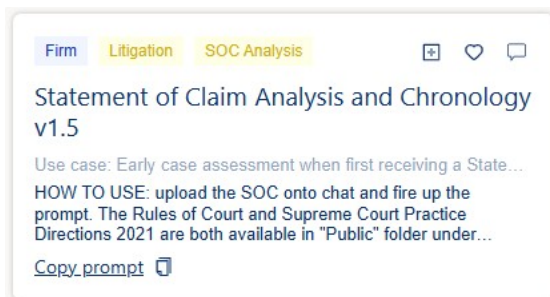 Firm Litigation SOC Analysis
Statement of Claim Analysis and Chronology
v1.5
Use case: Early case assessment when first receiving a State...
HOW TO USE: upload the SOC onto chat and fire up the
prompt. The Rules of Court and Supreme Court Practice
Directions 2021 are both available in "Public" folder under...
Copy prompt